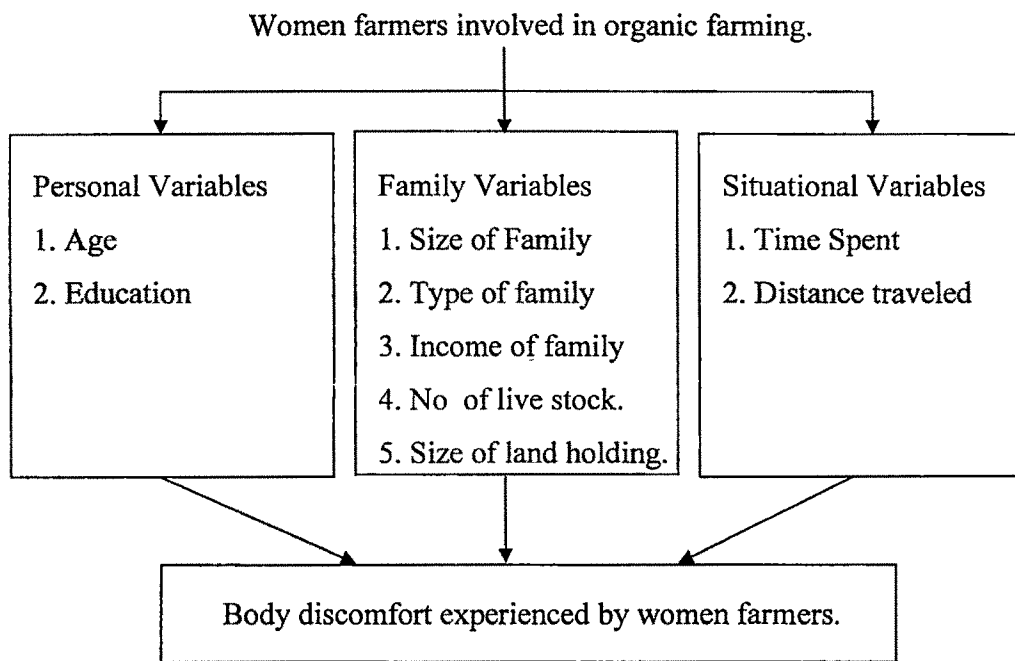 Women farmers involved in organic farming.
Personal Variables
1. Age
2. Education
Family Variables
1. Size of Family
2. Type of family
3. Income of family
4. No of live stock.
5. Size of land holding.
Situational Variables
1. Time Spent
2. Distance traveled
Body discomfort experienced by women farmers.